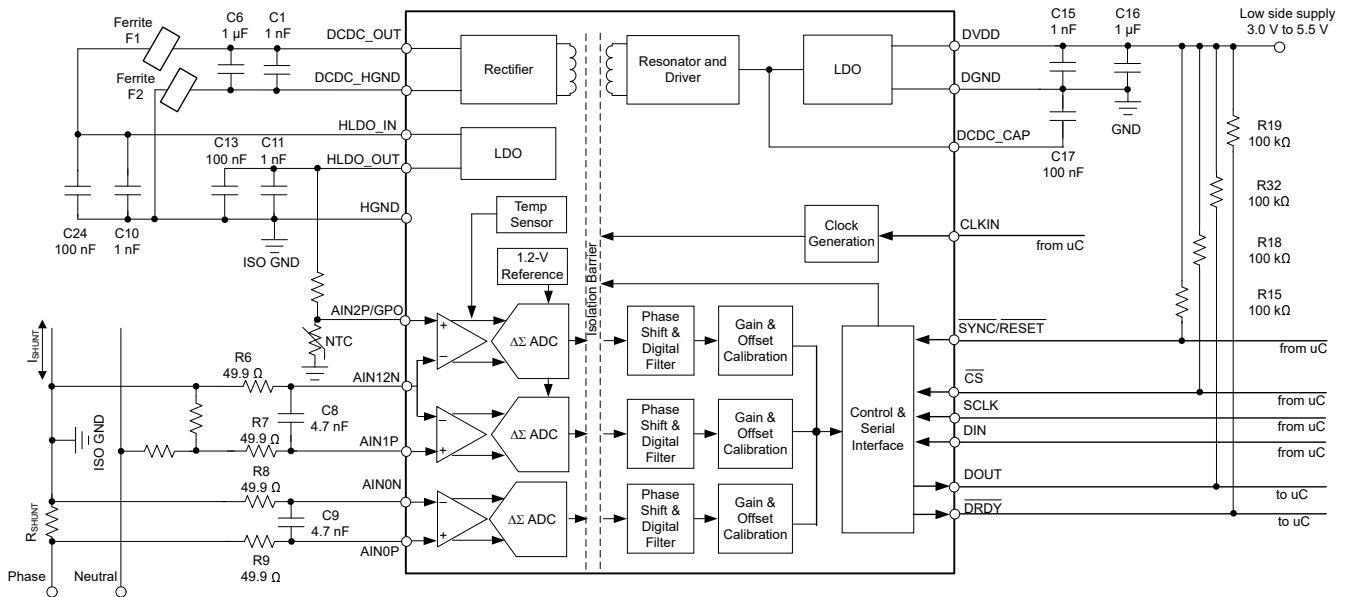 Ferrite
F1
C6
1 µF
C1
1 nF
DCDC_OUT
Ferrite
F2
DCDC_HGND
HLDO_IN
C13
100 nF
C11
1 nF
HLDO_OUT
HGND
C24
100 nF
C10
1 nF
ISO GND
AIN2P/GPO
NTC
I_SHUNT
R6
49.9 Ω
AIN12N
C8
4.7 nF
R7
49.9 Ω
AIN1P
ISO GND
R8
49.9 Ω
AIN0N
C9
4.7 nF
R_SHUNT
AIN0P
R9
49.9 Ω
Phase
Neutral
Rectifier
LDO
Temp
Sensor
1.2-V
Reference
+
−
ΔΣ ADC
−
+
ΔΣ ADC
−
+
ΔΣ ADC
Isolation Barrier
Resonator and
Driver
LDO
Clock
Generation
Phase
Shift &
Digital
Filter
Gain &
Offset
Calibration
Phase
Shift &
Digital
Filter
Gain &
Offset
Calibration
Phase
Shift &
Digital
Filter
Gain &
Offset
Calibration
Control &
Serial
Interface
DVDD
C15
1 nF
C16
1 µF
Low side supply
3.0 V to 5.5 V
DGND
GND
DCDC_CAP
C17
100 nF
R19
100 kΩ
R32
100 kΩ
R18
100 kΩ
R15
100 kΩ
CLKIN
from uC
SYNC/RESET
from uC
CS
from uC
SCLK
from uC
DIN
from uC
DOUT
to uC
DRDY
to uC